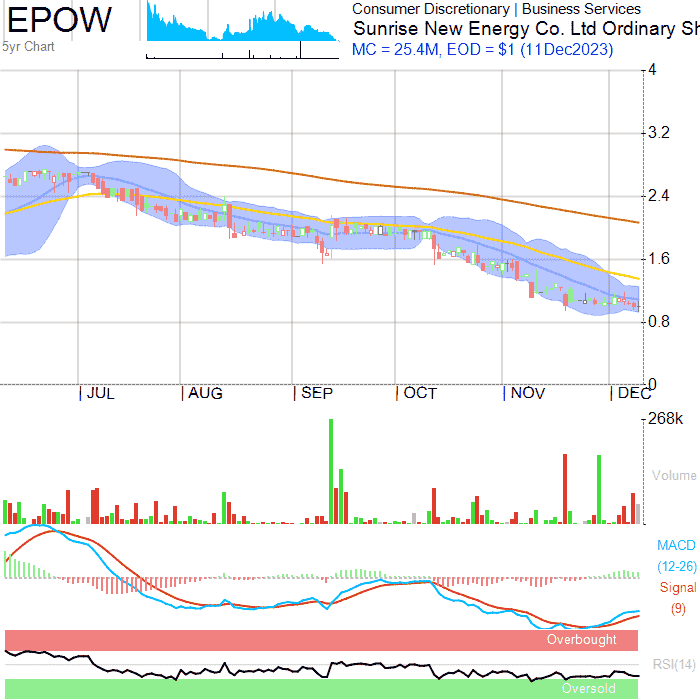 EPOW
5yr Chart
Consumer Discretionary | Business Services
Sunrise New Energy Co. Ltd Ordinary Sh
MC = 25.4M, EOD = $1 (11Dec2023)
4
3.2
2.4
1.6
0.8
0
JUL AUG SEP OCT NOV DEC
268k
Volume
MACD
(12-26)
Signal
(9)
Overbought
RSI(14)
Oversold